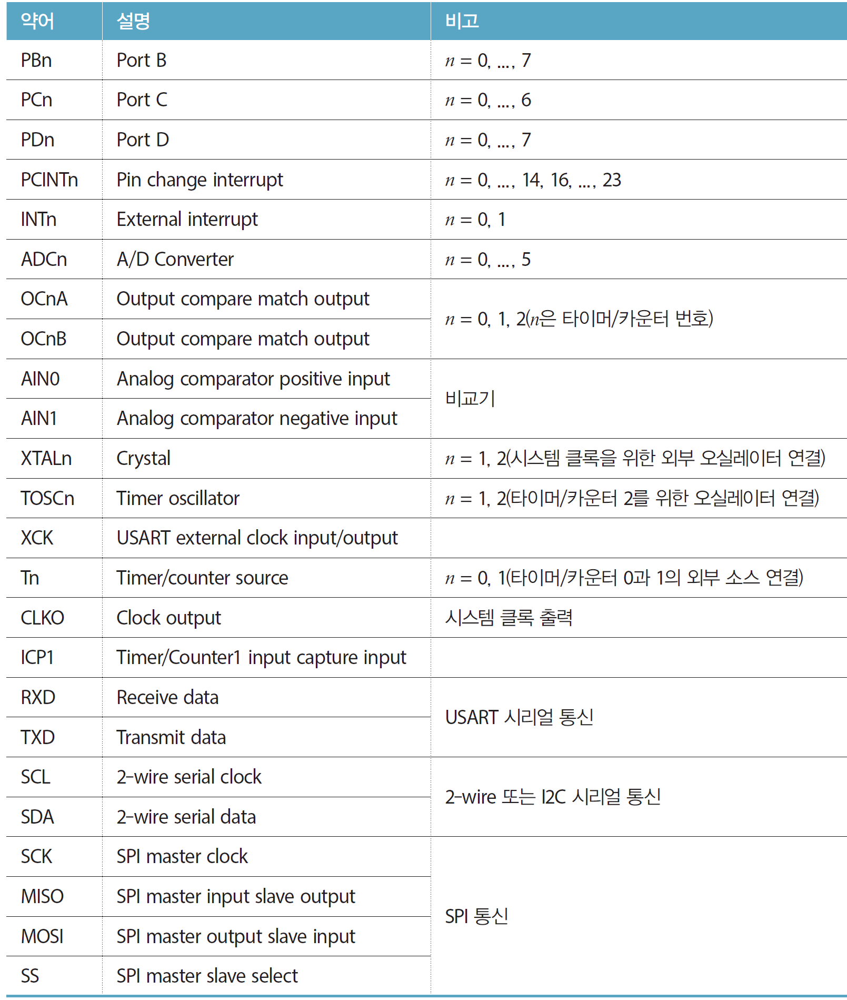 약어 설명 비고
PBn Port B n = 0, ..., 7
PCn Port C n = 0, ..., 6
PDn Port D n = 0, ..., 7
PCINTn Pin change interrupt n = 0, ..., 14, 16, ..., 23
INTn External interrupt n = 0, 1
ADCn A/D Converter n = 0, ..., 5
OCnA Output compare match output
n = 0, 1, 2(n은 타이머/카운터 번호)
OCnB Output compare match output
AIN0 Analog comparator positive input
비교기
AIN1 Analog comparator negative input
XTALn Crystal n = 1, 2(시스템 클록을 위한 외부 오실레이터 연결)
TOSCn Timer oscillator n = 1, 2(타이머/카운터 2를 위한 오실레이터 연결)
XCK USART external clock input/output
Tn Timer/counter source n = 0, 1(타이머/카운터 0과 1의 외부 소스 연결)
CLKO Clock output 시스템 클록 출력
ICP1 Timer/Counter1 input capture input
RXD Receive data
USART 시리얼 통신
TXD Transmit data
SCL 2-wire serial clock
2-wire 또는 I2C 시리얼 통신
SDA 2-wire serial data
SCK SPI master clock
MISO SPI master input slave output
SPI 통신
MOSI SPI master output slave input
SS SPI master slave select